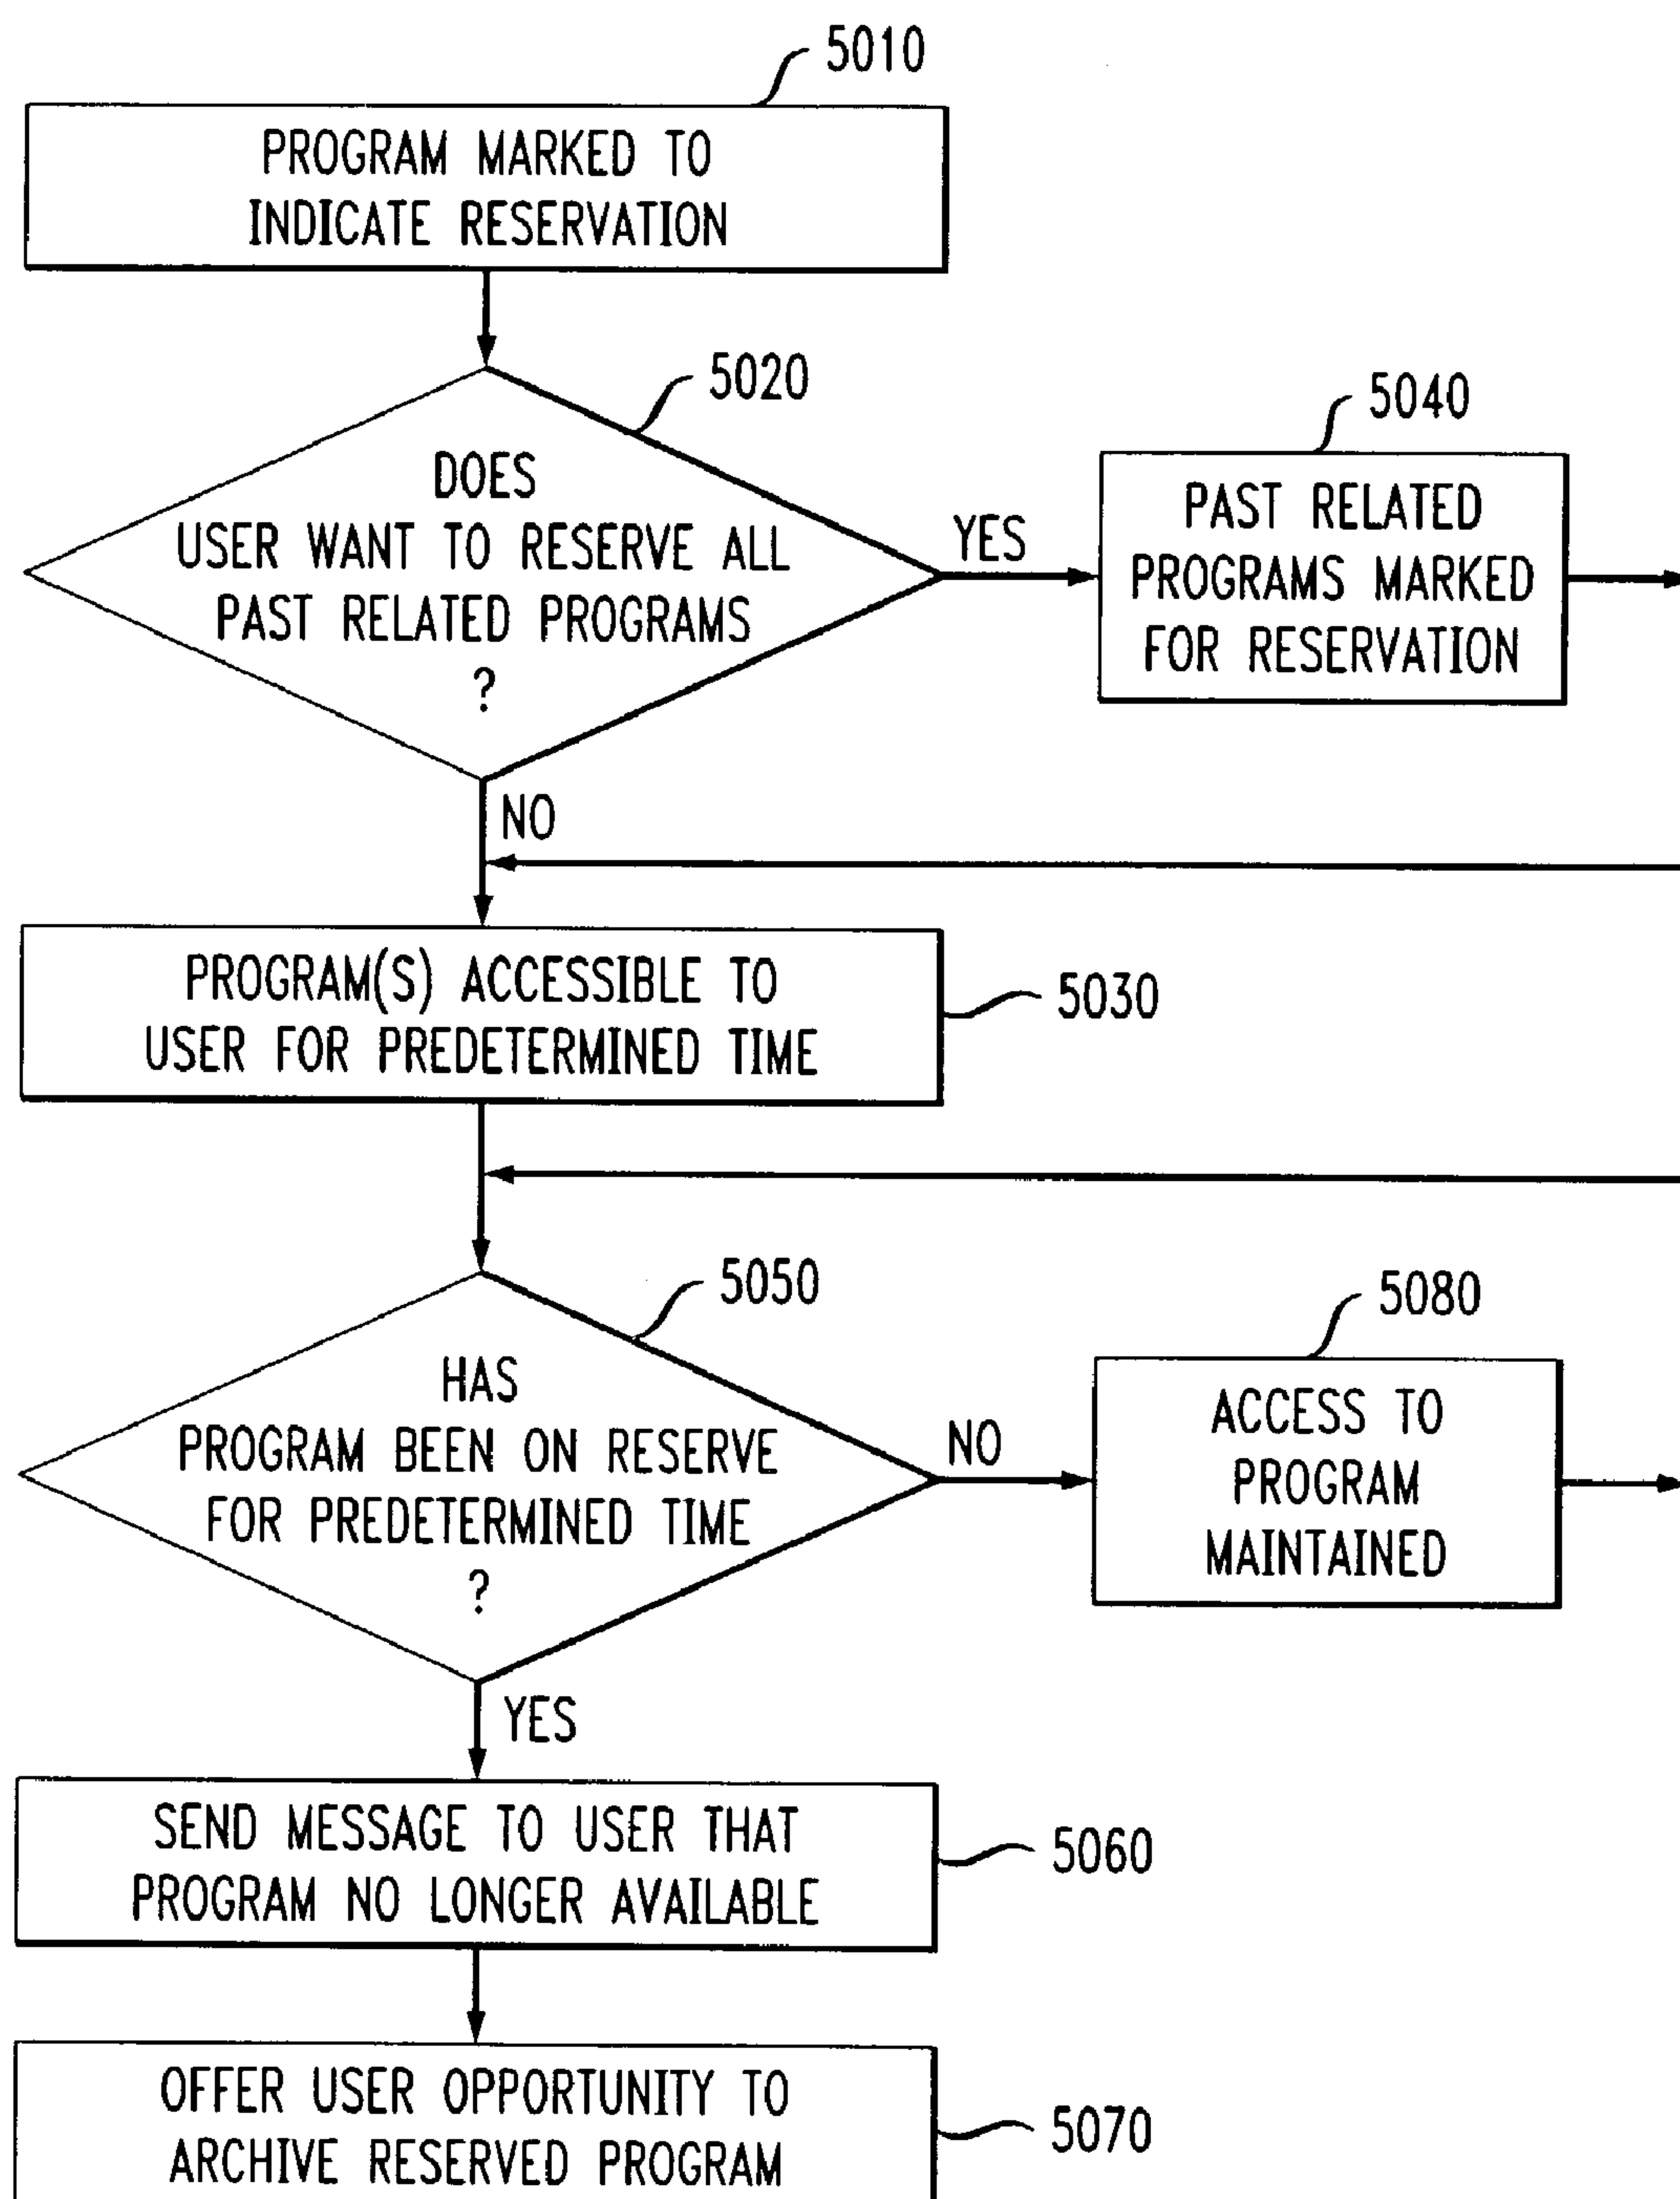 5010
PROGRAM MARKED TO
INDICATE RESERVATION
5020
DOES
USER WANT TO RESERVE ALL
PAST RELATED PROGRAMS
?
YES
5040
PAST RELATED
PROGRAMS MARKED
FOR RESERVATION
NO
PROGRAM(S) ACCESSIBLE TO
USER FOR PREDETERMINED TIME
5030
5050
HAS
PROGRAM BEEN ON RESERVE
FOR PREDETERMINED TIME
?
NO
5080
ACCESS TO
PROGRAM
MAINTAINED
YES
SEND MESSAGE TO USER THAT
PROGRAM NO LONGER AVAILABLE
5060
OFFER USER OPPORTUNITY TO
ARCHIVE RESERVED PROGRAM
5070